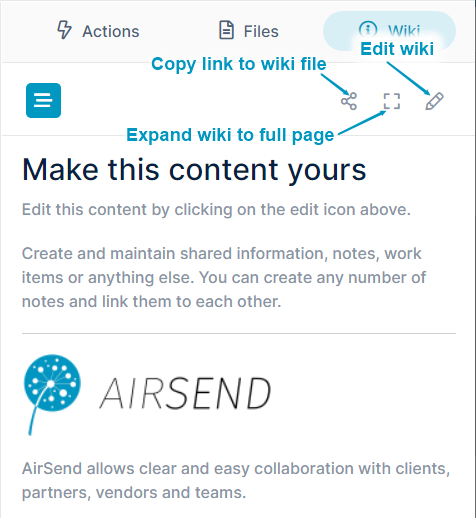 Actions
Files
Wiki
Edit wiki
Copy link to wiki file
Expand wiki to full page
Make this content yours
Edit this content by clicking on the edit icon above.
Create and maintain shared information, notes, work
items or anything else. You can create any number of
notes and link them to each other.
AIRSEND
AirSend allows clear and easy collaboration with clients,
partners, vendors and teams.